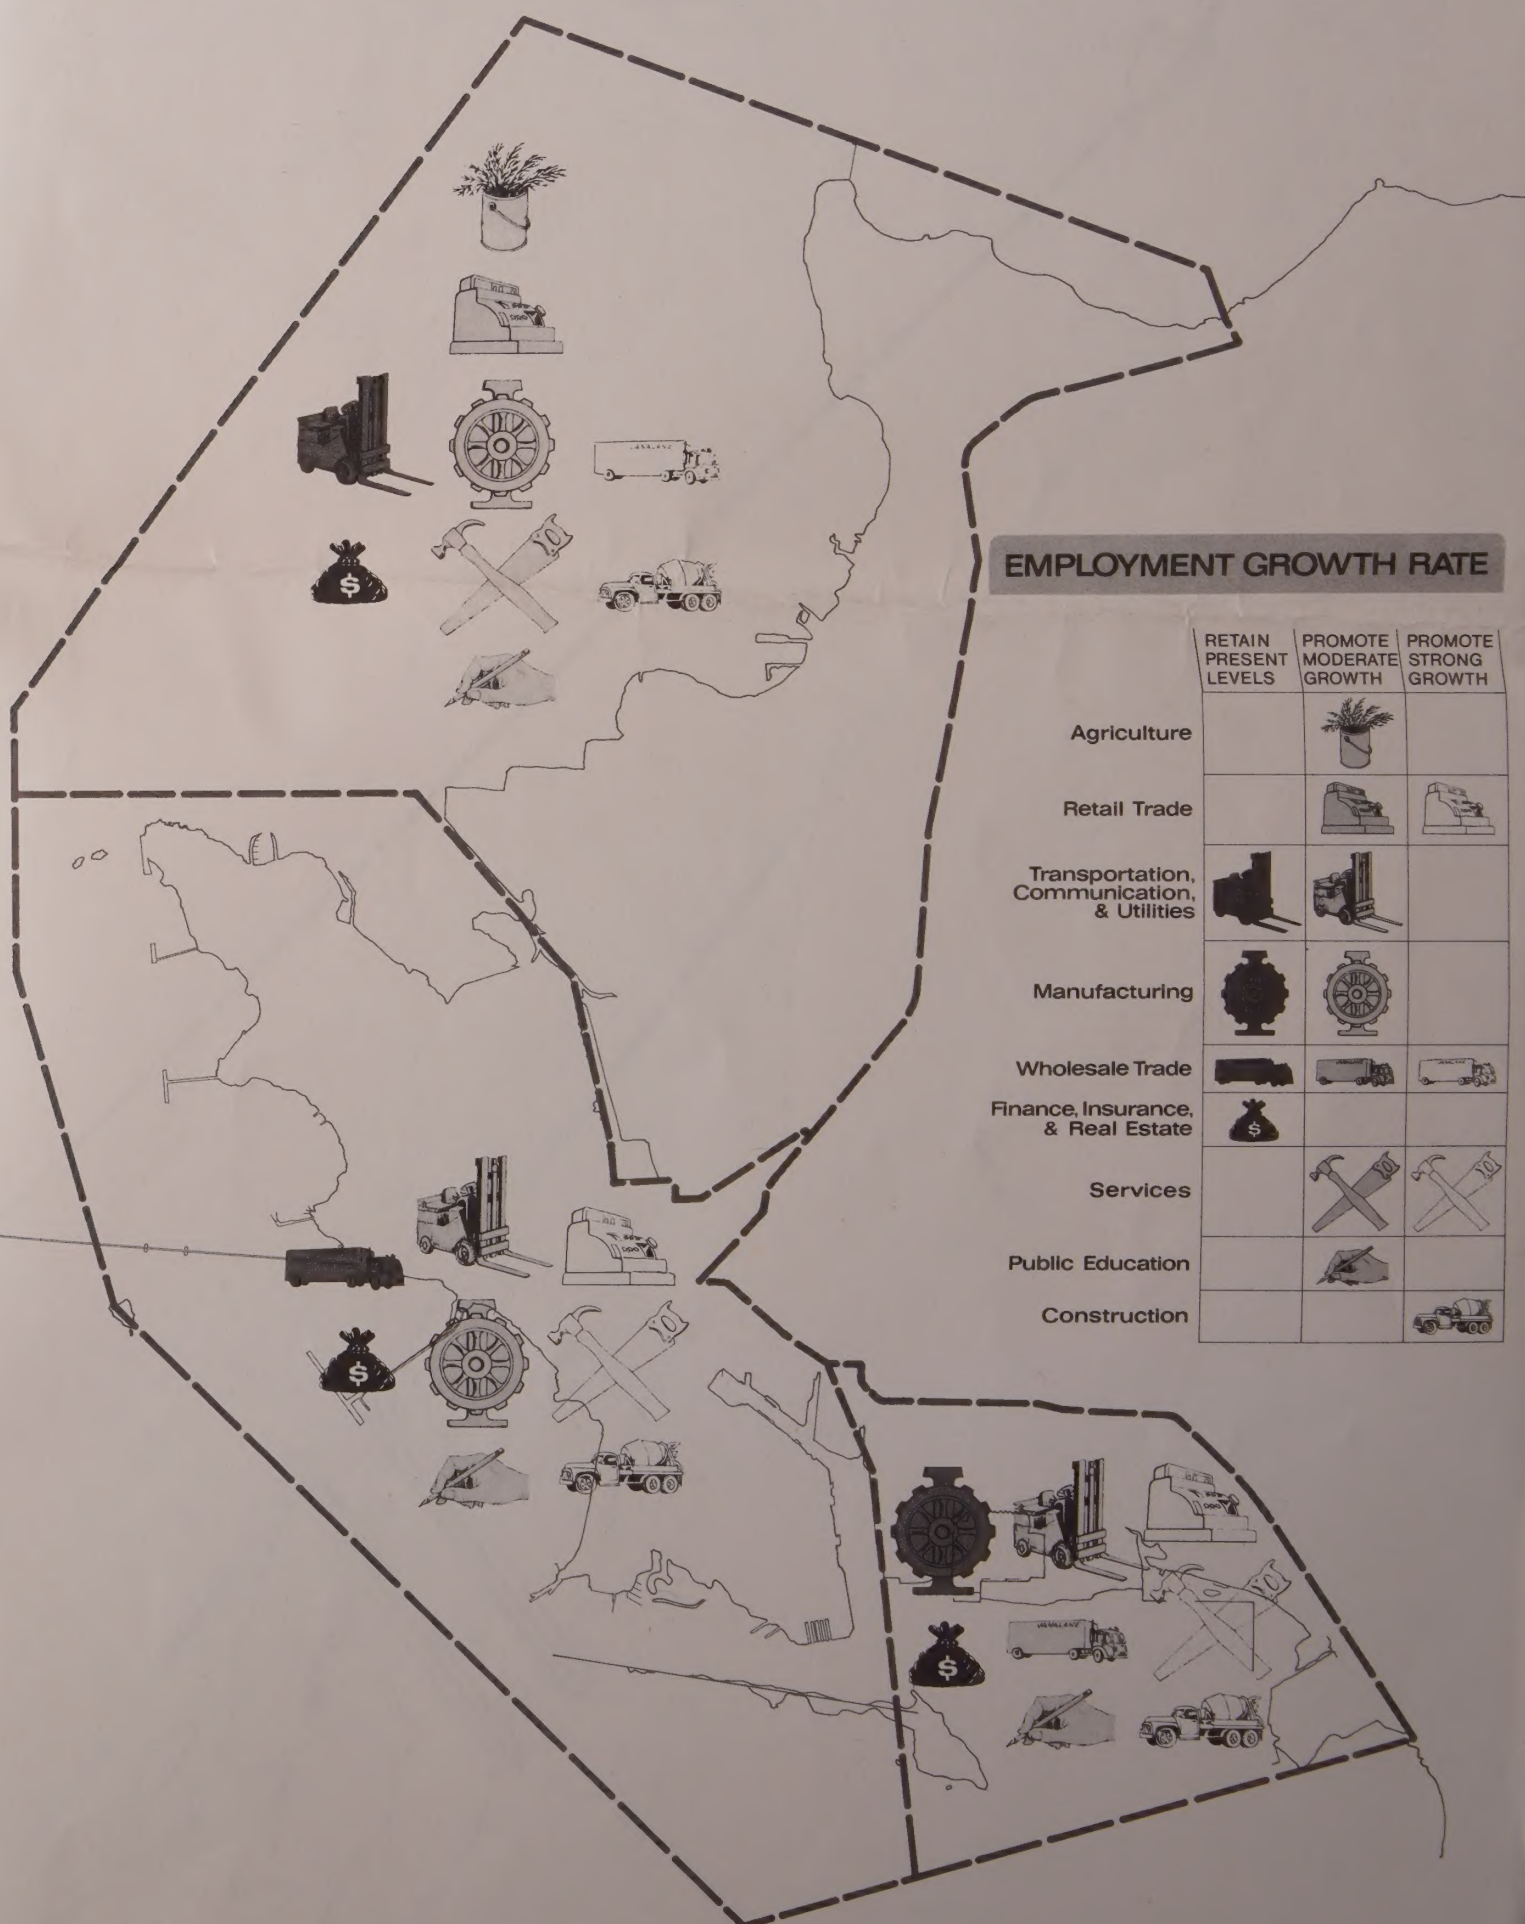 EMPLOYMENT GROWTH RATE
RETAIN
PRESENT
LEVELS
PROMOTE
MODERATE
GROWTH
PROMOTE
STRONG
GROWTH
Agriculture
Retail Trade
Transportation,
Communication,
& Utilities
Manufacturing
Wholesale Trade
Finance, Insurance,
& Real Estate
$
Services
Public Education
Construction
$
$
$